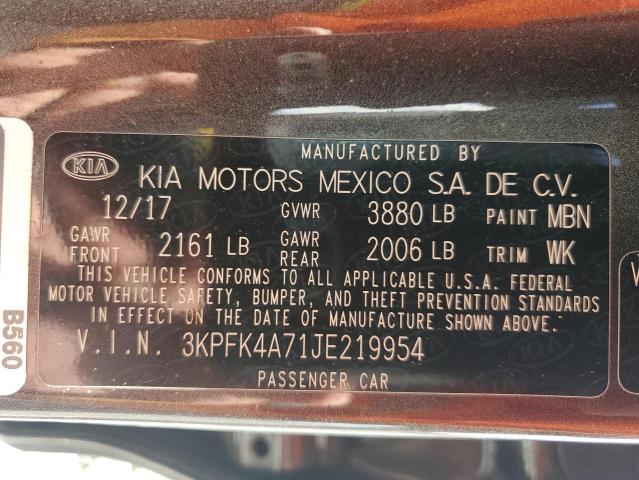 MANUFACTURED BY
KIA KIA MOTORS MEXICO S.A. DE C.V.
12/17 GVWR 3880 LB PAINT MBN
GAWR FRONT 2161 LB GAWR REAR 2006 LB TRIM WK
THIS VEHICLE CONFORMS TO ALL APPLICABLE U.S.A. FEDERAL
MOTOR VEHICLE SAFETY, BUMPER, AND THEFT PREVENTION STANDARDS
IN EFFECT ON THE DATE OF MANUFACTURE SHOWN ABOVE.
V.I.N. 3KPFK4A71JE219954
PASSENGER CAR
B560